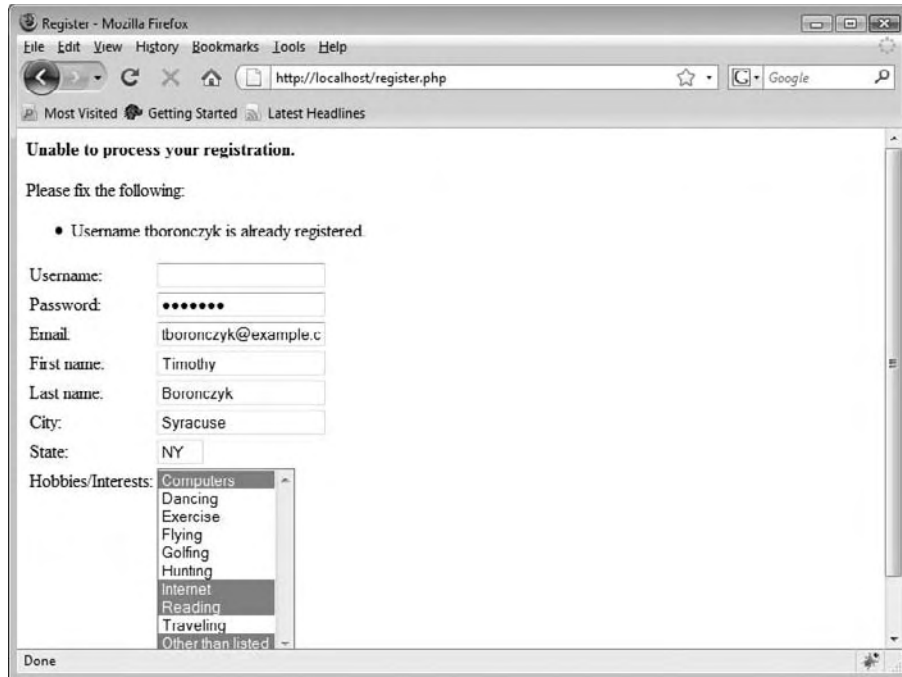 Register - Mozilla Firefox
File Edit View History Bookmarks Tools Help
http://localhost/register.php
G Google
Most Visited Getting Started Latest Headlines
Unable to process your registration.
Please fix the following:
• Username tboronczyk is already registered.
Username:
Password: •••••••
Email: tboronczyk@example.c
First name: Timothy
Last name: Boronczyk
City: Syracuse
State: NY
Hobbies/Interests: Computers
Dancing
Exercise
Flying
Golfing
Hunting
Internet
Reading
Traveling
Other than listed
Done